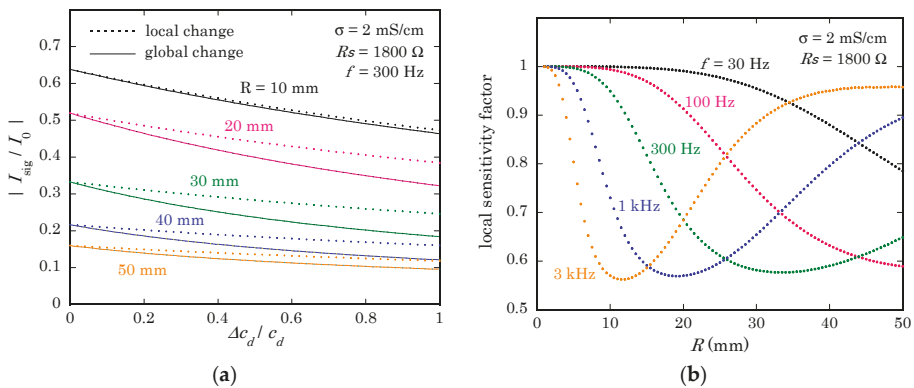 0.7
0.6
0.5
0.4
0.3
0.2
0.1
0
| I_sig / I_0 |
local change
global change
σ = 2 mS/cm
Rs = 1800 Ω
f = 300 Hz
R = 10 mm
20 mm
30 mm
40 mm
50 mm
0 0.2 0.4 0.6 0.8 1
Δc_d / c_d
(a)
1
0.9
0.8
0.7
0.6
0.5
local sensitivity factor
σ = 2 mS/cm
Rs = 1800 Ω
f = 30 Hz
100 Hz
300 Hz
1 kHz
3 kHz
0 10 20 30 40 50
R (mm)
(b)